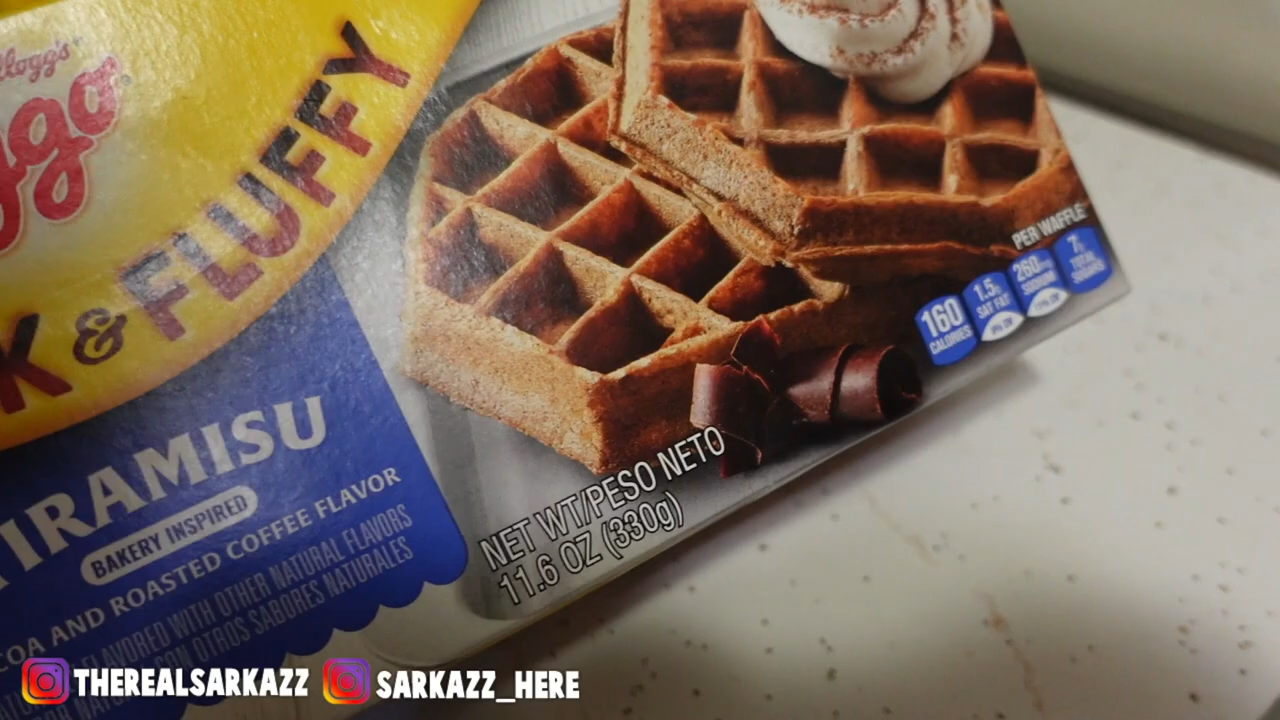 Kellogg's
ggo
K & FLUFFY
TIRAMISU
BAKERY INSPIRED
COA AND ROASTED COFFEE FLAVOR
FLAVORED WITH OTHER NATURAL FLAVORS
CON OTROS SABORES NATURALES
NET WT/PESO NETO
11.6 OZ (330g)
PER WAFFLE
160 CALORIES
1.5g SAT FAT
260mg SODIUM
7g TOTAL SUGARS
THEREALSARKAZZ SARKAZZ_HERE